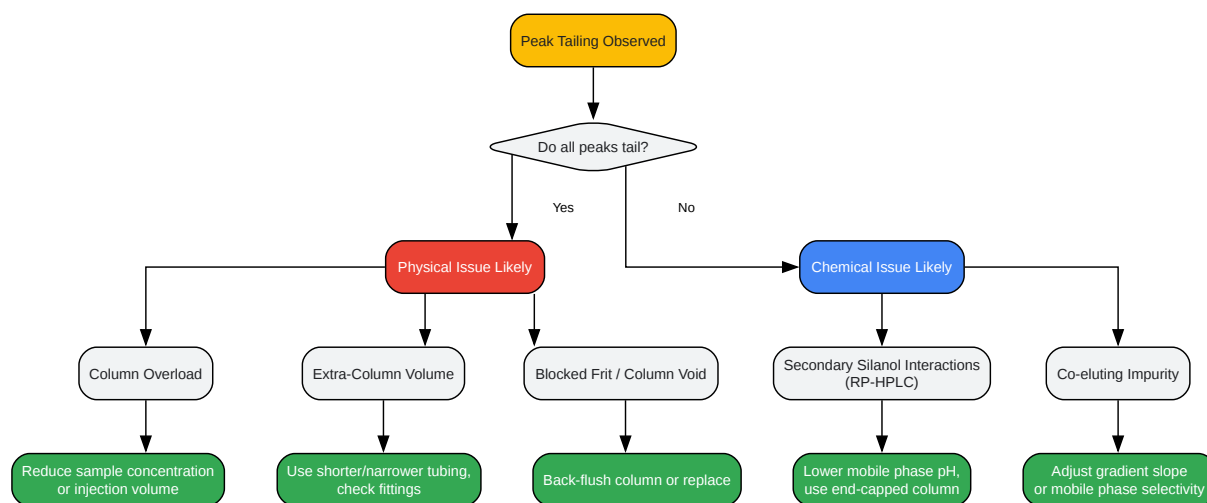 Peak Tailing Observed
Do all peaks tail?
Yes
No
Physical Issue Likely
Chemical Issue Likely
Column Overload
Extra-Column Volume
Blocked Frit / Column Void
Secondary Silanol Interactions
(RP-HPLC)
Co-eluting Impurity
Reduce sample concentration
or injection volume
Use shorter/narrower tubing,
check fittings
Back-flush column or replace
Lower mobile phase pH,
use end-capped column
Adjust gradient slope
or mobile phase selectivity